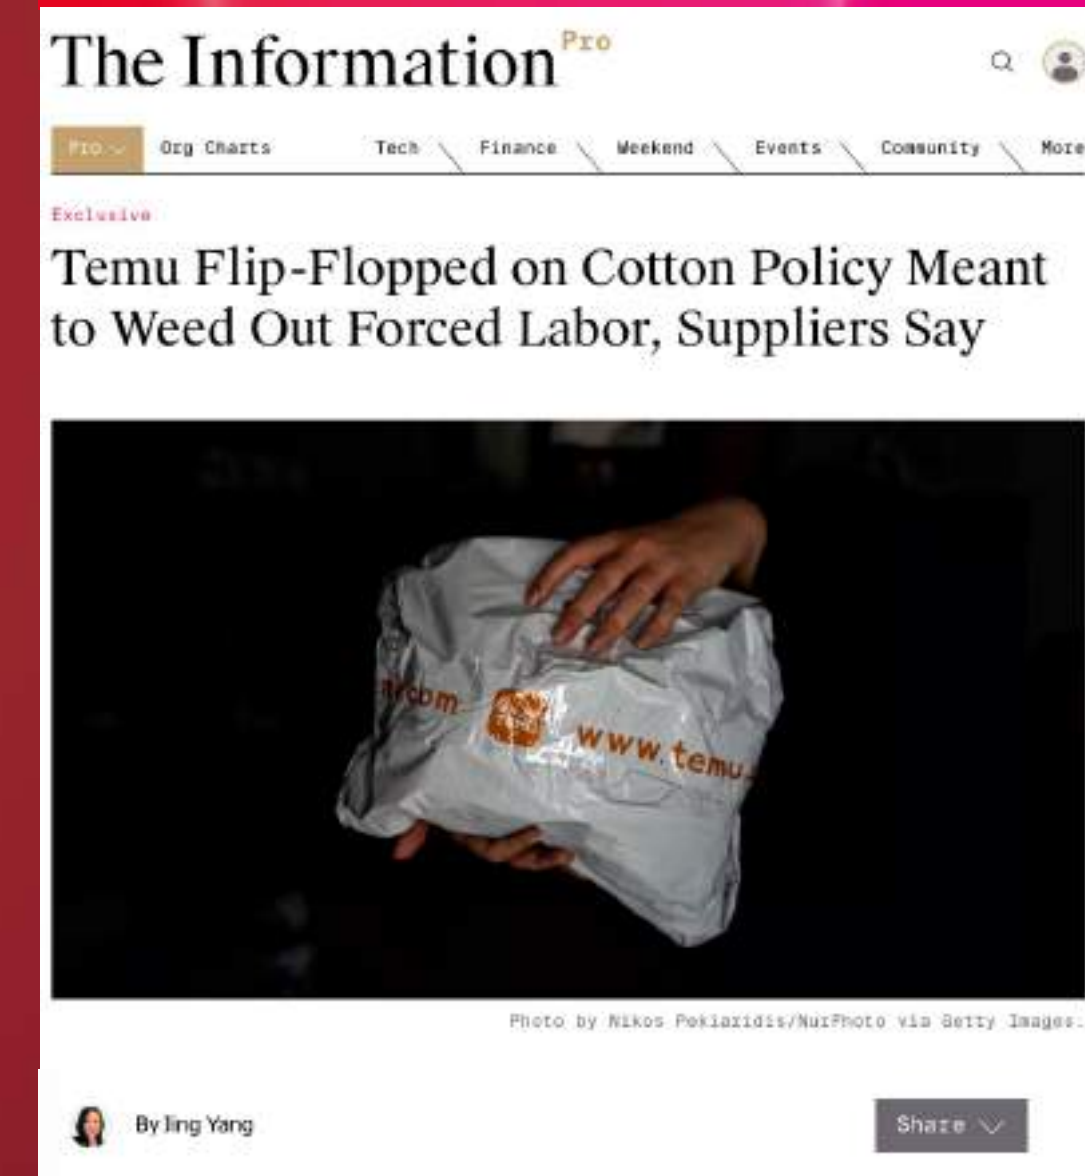 The Information Pro
Pro Org Charts Tech Finance Weekend Events Community More
Exclusive
Temu Flip-Flopped on Cotton Policy Meant
to Weed Out Forced Labor, Suppliers Say
.com www.temu.
Photo by Nikos Pekiaridis/NurPhoto via Getty Images.
By Jing Yang
Share